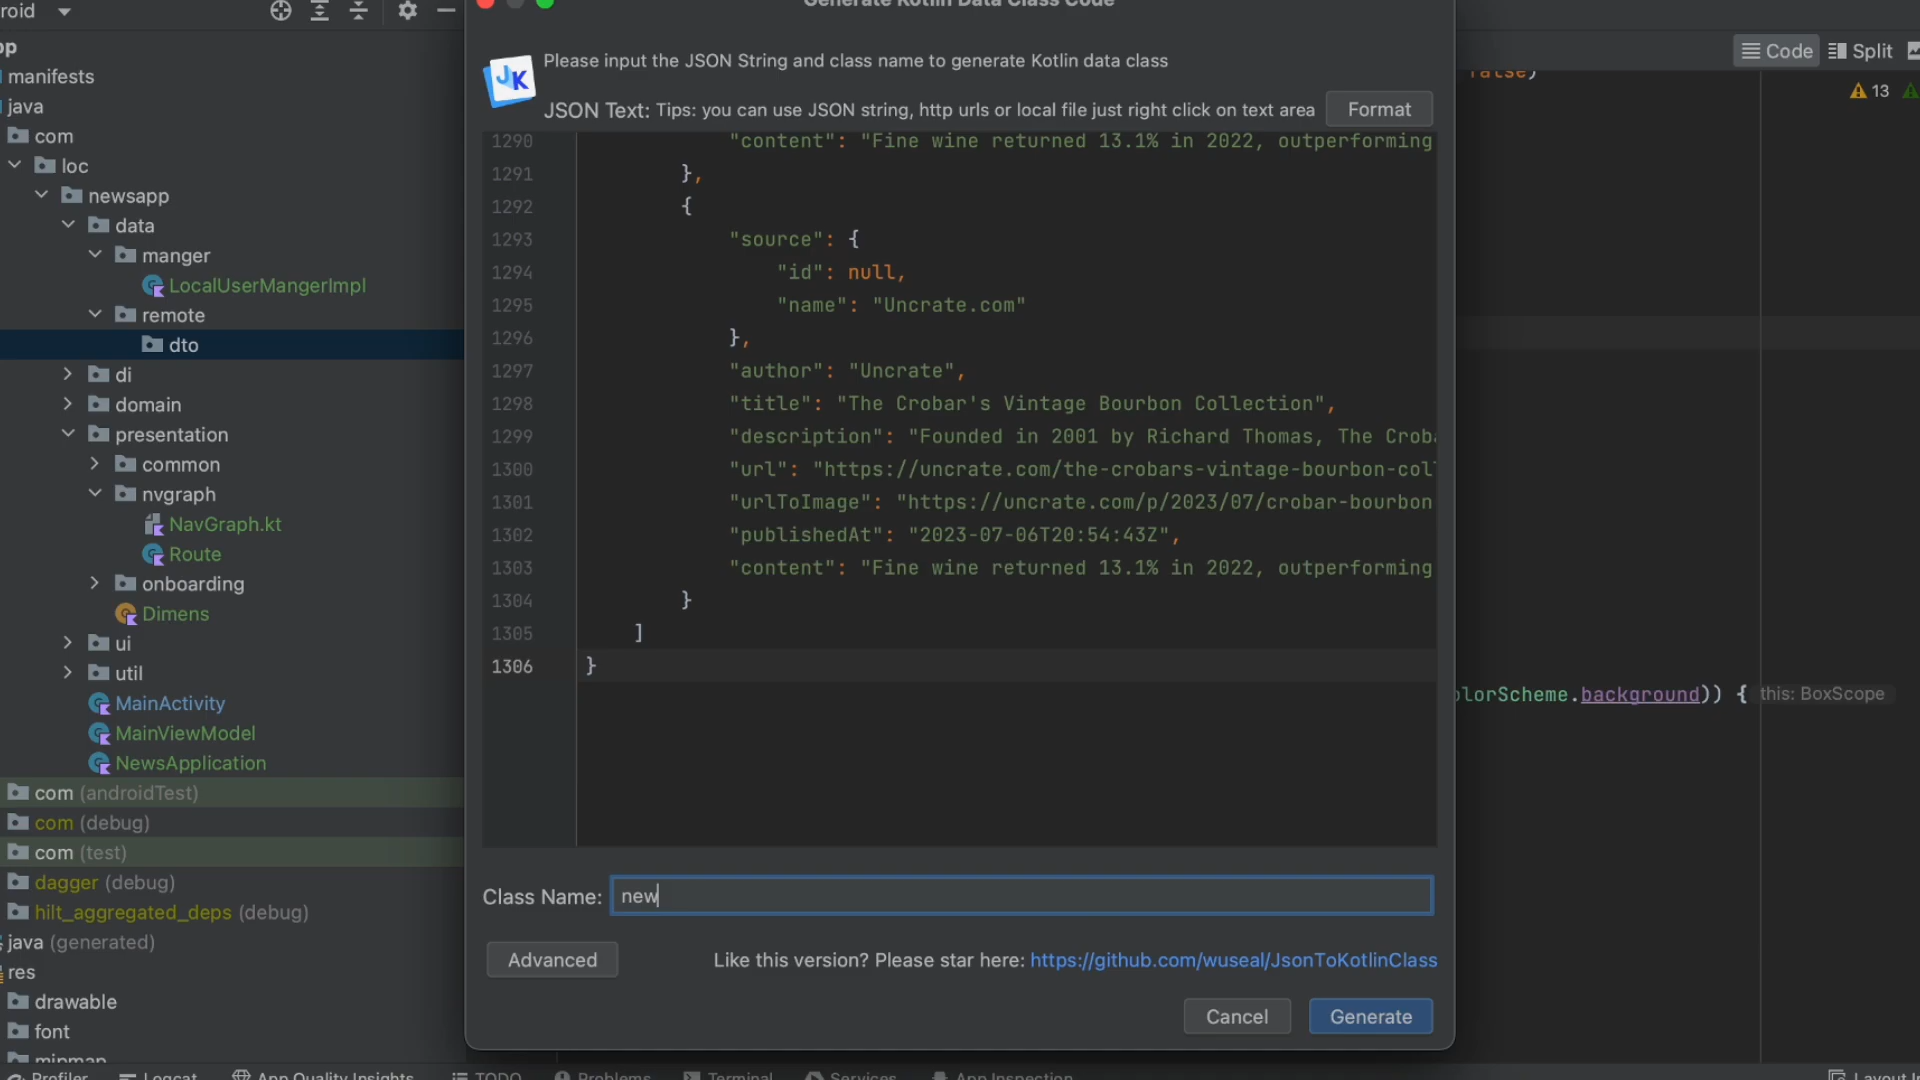 roid
Generate Kotlin Data Class Code
Please input the JSON String and class name to generate Kotlin data class
JSON Text: Tips: you can use JSON string, http urls or local file just right click on text area
Format
Code
Split
13
manifests
java
com
loc
newsapp
data
manger
LocalUserMangerImpl
remote
dto
di
domain
presentation
common
nvgraph
NavGraph.kt
Route
onboarding
Dimens
ui
util
MainActivity
MainViewModel
NewsApplication
com (androidTest)
com (debug)
com (test)
dagger (debug)
hilt_aggregated_deps (debug)
java (generated)
res
drawable
font
mipmap
1290 "content": "Fine wine returned 13.1% in 2022, outperforming
1291 },
1292 {
1293 "source": {
1294 "id": null,
1295 "name": "Uncrate.com"
1296 },
1297 "author": "Uncrate",
1298 "title": "The Crobar's Vintage Bourbon Collection",
1299 "description": "Founded in 2001 by Richard Thomas, The Croba
1300 "url": "https://uncrate.com/the-crobars-vintage-bourbon-col
1301 "urlToImage": "https://uncrate.com/p/2023/07/crobar-bourbon
1302 "publishedAt": "2023-07-06T20:54:43Z",
1303 "content": "Fine wine returned 13.1% in 2022, outperforming
1304 }
1305 ]
1306 }
olorScheme.background)) { this: BoxScope
Class Name: new
Advanced
Like this version? Please star here: https://github.com/wuseal/JsonToKotlinClass
Cancel
Generate
Profiler
Logcat
App Quality Insights
TODO
Problems
Terminal
Services
App Inspection